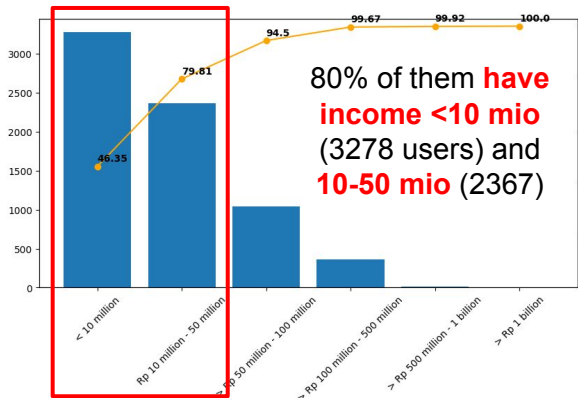 3000
2500
2000
1500
1000
500
0
46.35
79.81
94.5
99.67
99.92
100.0
80% of them have
income <10 mio
(3278 users) and
10-50 mio (2367)
< 10 million
Rp 10 million - 50 million
> Rp 50 million - 100 million
> Rp 100 million - 500 million
> Rp 500 million - 1 billion
> Rp 1 billion